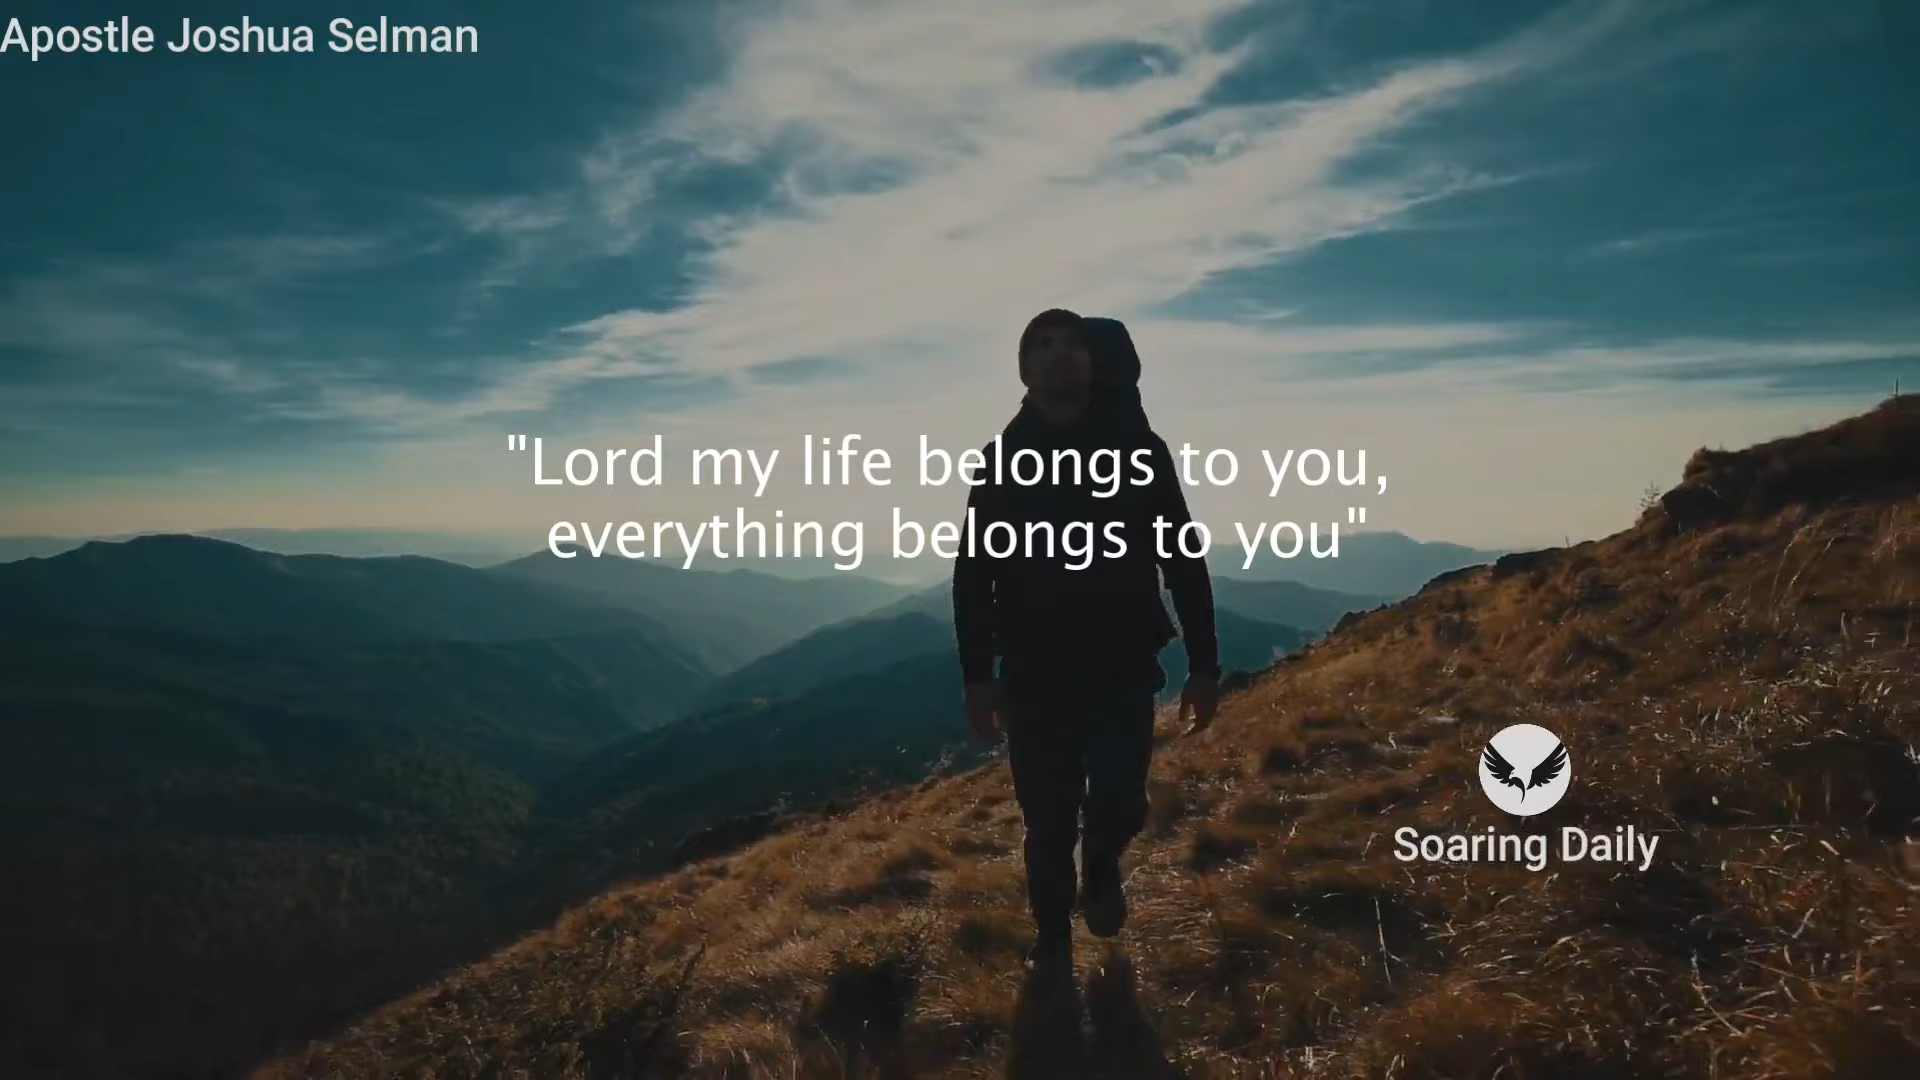 Apostle Joshua Selman
"Lord my life belongs to you,
everything belongs to you"
Soaring Daily